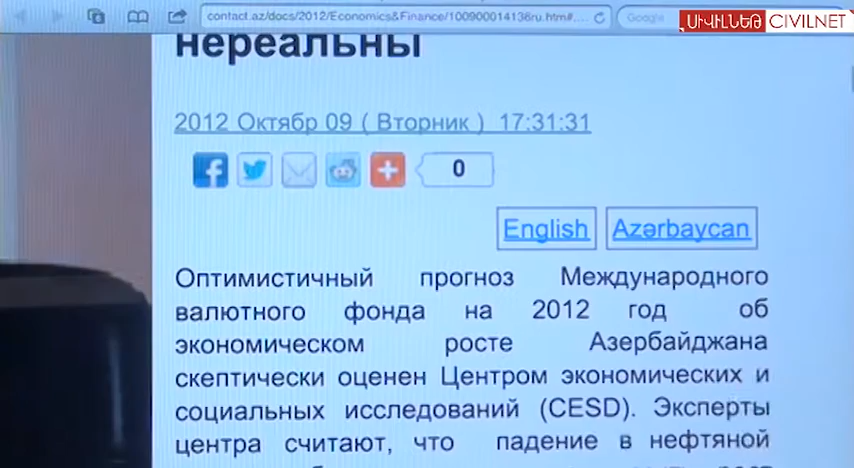 contact.az/docs/2012/Economics&Finance/100900014136ru.htm#...
Google
ՍԻՎԻԼՆԵԹ CIVILNET
нереальны
2012 Октябр 09 ( Вторник ) 17:31:31
0
English Azərbaycan
Оптимистичный прогноз Международного
валютного фонда на 2012 год об
экономическом росте Азербайджана
скептически оценен Центром экономических и
социальных исследований (CESD). Эксперты
центра считают, что падение в нефтяной